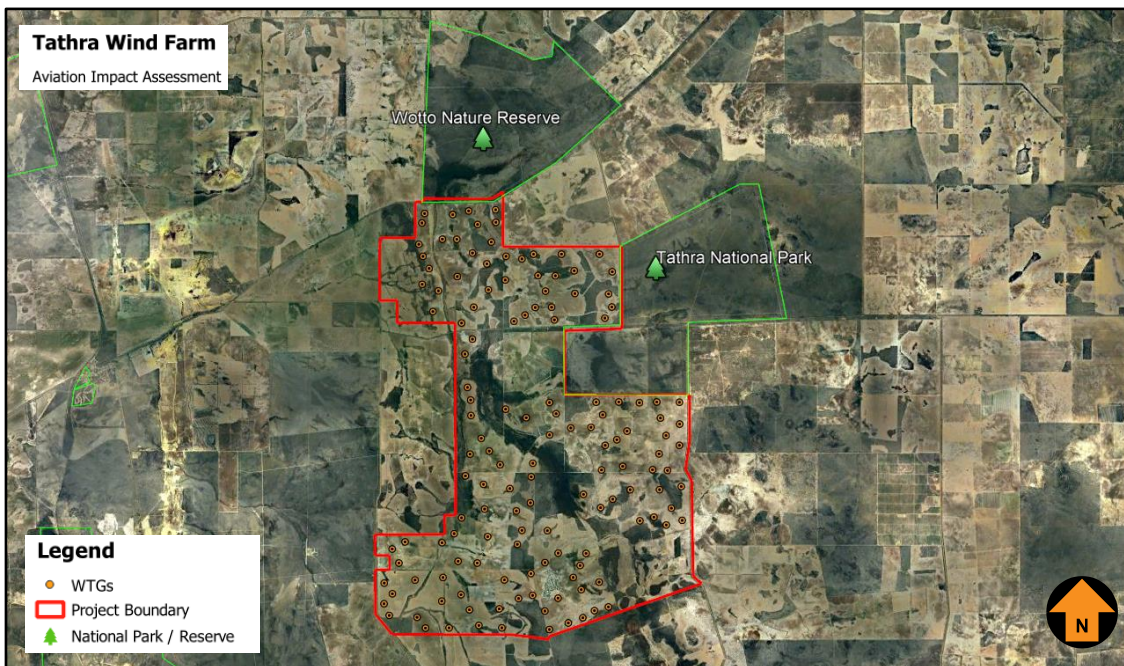 Tathra Wind Farm
Aviation Impact Assessment
Wotto Nature Reserve
Tathra National Park
Legend
WTGs
Project Boundary
National Park / Reserve
N